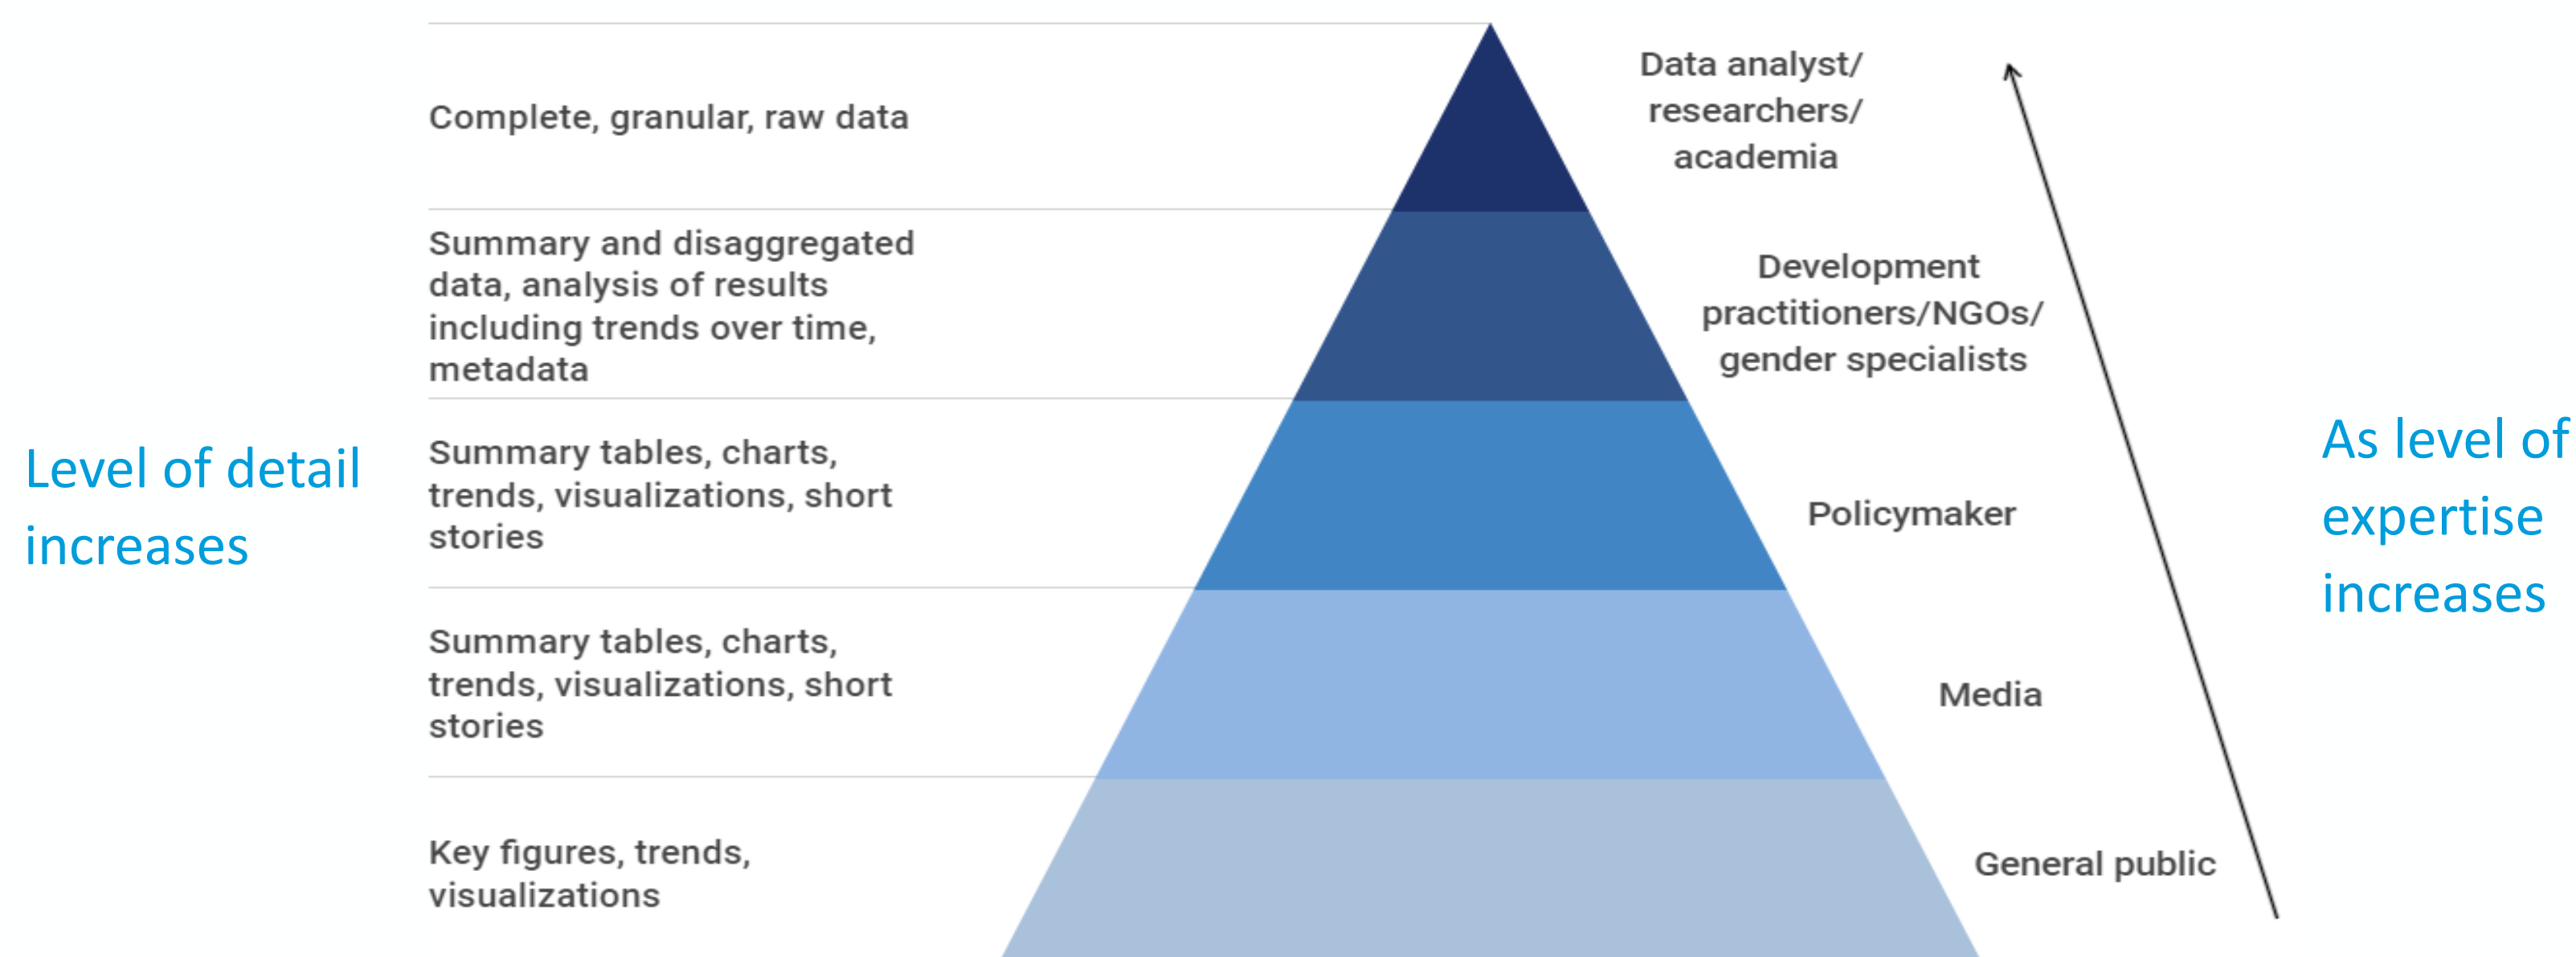 Level of detail
increases
Complete, granular, raw data
Data analyst/
researchers/
academia
Summary and disaggregated
data, analysis of results
including trends over time,
metadata
Development
practitioners/NGOs/
gender specialists
Summary tables, charts,
trends, visualizations, short
stories
Policymaker
Summary tables, charts,
trends, visualizations, short
stories
Media
Key figures, trends,
visualizations
General public
As level of
expertise
increases